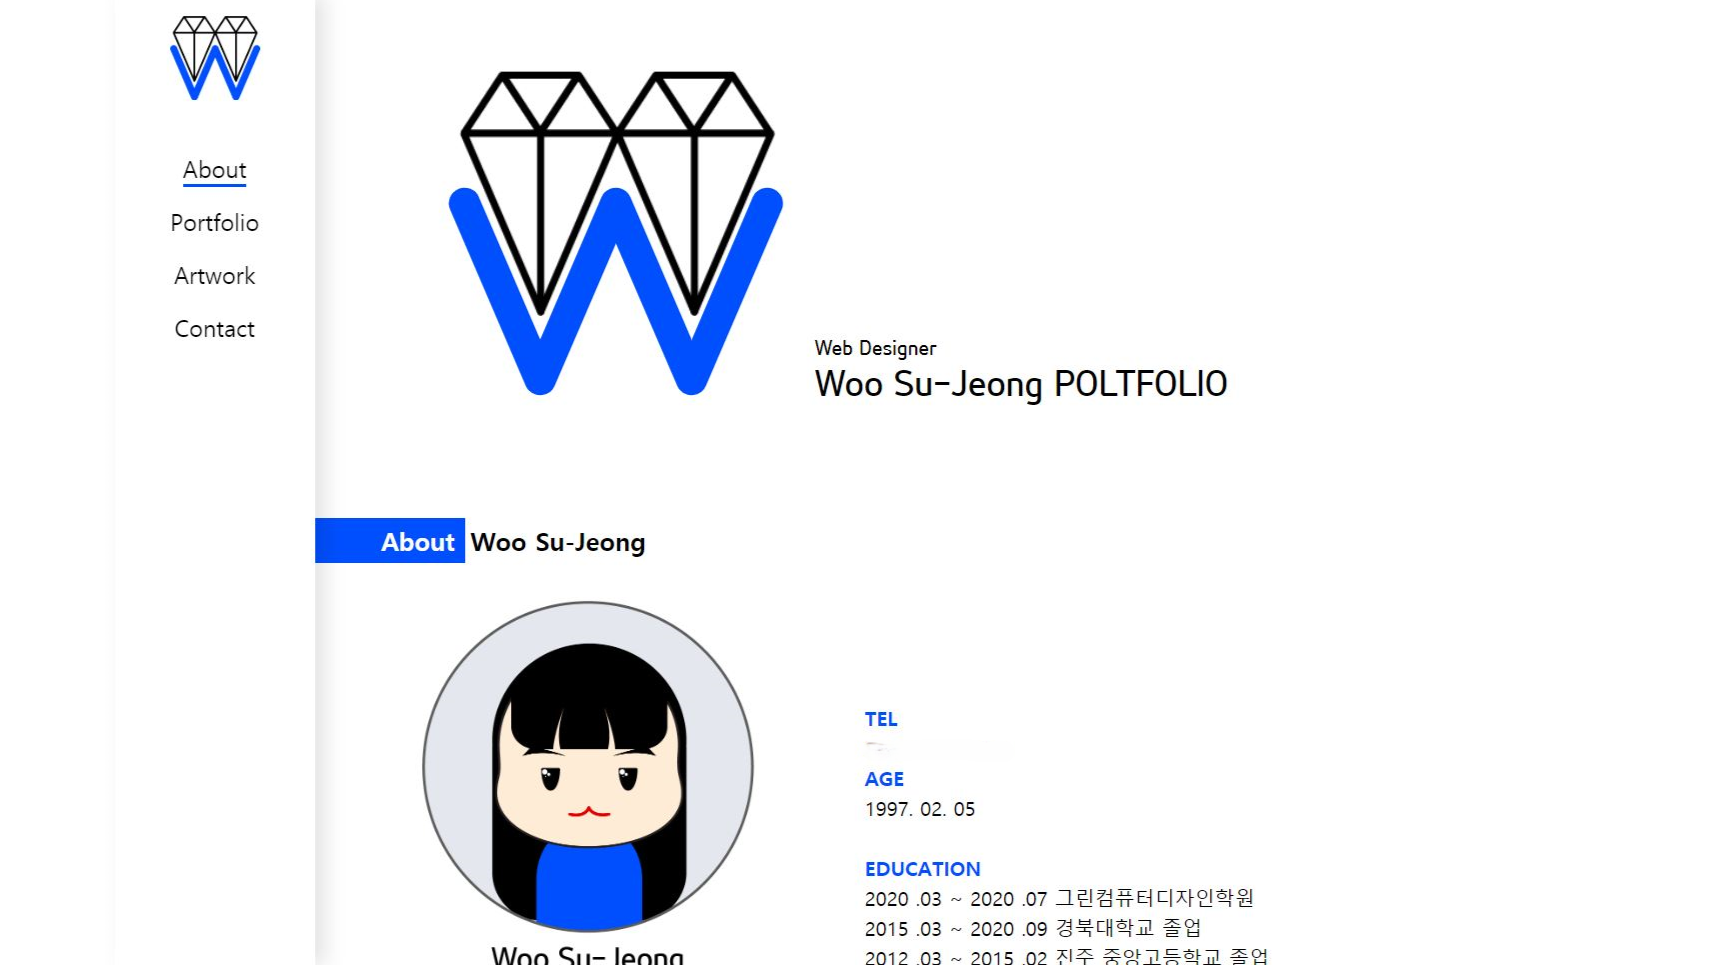 About
Portfolio
Artwork
Contact
Web Designer
Woo Su-Jeong POLTFOLIO
About Woo Su-Jeong
Woo Su-Jeong
TEL
AGE
1997. 02. 05
EDUCATION
2020 .03 ~ 2020 .07 그린컴퓨터디자인학원
2015 .03 ~ 2020 .09 경북대학교 졸업
2012 .03 ~ 2015 .02 진주 중앙고등학교 졸업